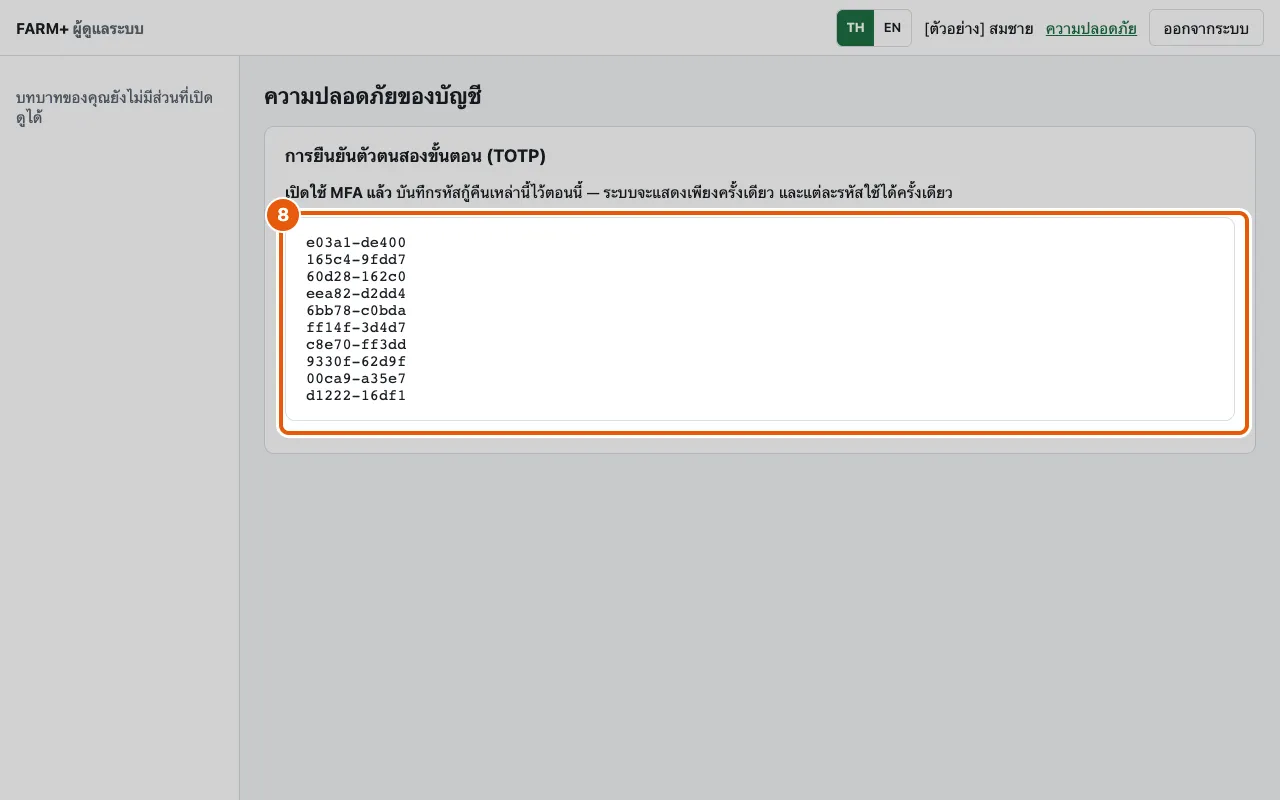 FARM+ ผู้ดูแลระบบ
TH EN [ตัวอย่าง] สมชาย ความปลอดภัย ออกจากระบบ
บทบาทของคุณยังไม่มีส่วนที่เปิด
ดูได้
ความปลอดภัยของบัญชี
การยืนยันตัวตนสองขั้นตอน (TOTP)
เปิดใช้ MFA แล้ว บันทึกรหัสกู้คืนเหล่านี้ไว้ตอนนี้ — ระบบจะแสดงเพียงครั้งเดียว และแต่ละรหัสใช้ได้ครั้งเดียว
8
e03a1-de400
165c4-9fdd7
60d28-162c0
eea82-d2dd4
6bb78-c0bda
ff14f-3d4d7
c8e70-ff3dd
9330f-62d9f
00ca9-a35e7
d1222-16df1